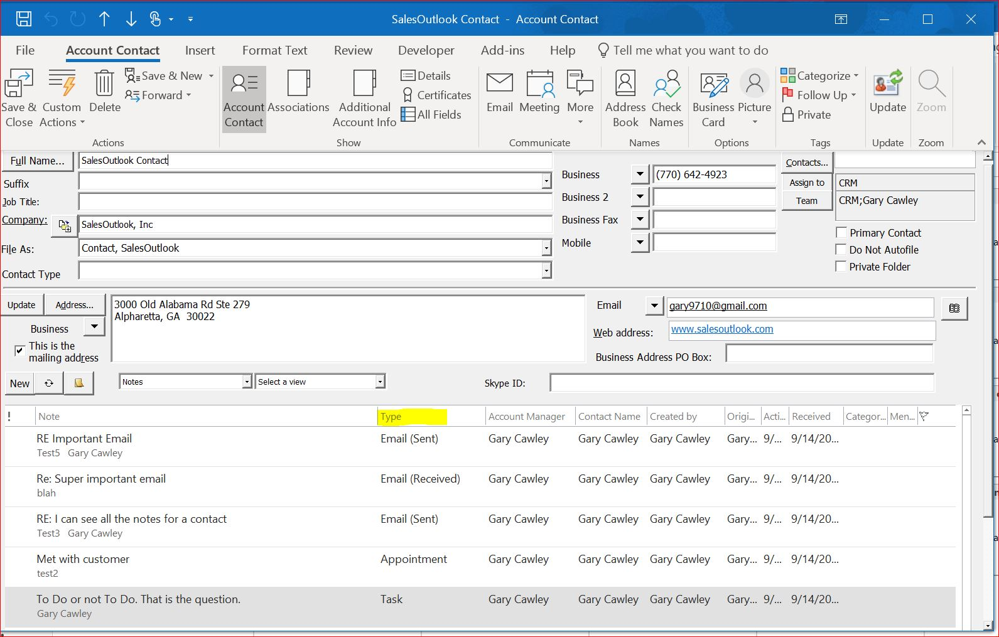 SalesOutlook Contact - Account Contact
File Account Contact Insert Format Text Review Developer Add-ins Help Tell me what you want to do
Save & Close
Custom Actions
Delete
Save & New
Forward
Actions
Account Contact
Associations
Additional Account Info
Details
Certificates
All Fields
Show
Email
Meeting
More
Communicate
Address Book
Check Names
Names
Business Card
Picture
Options
Categorize
Follow Up
Private
Tags
Update
Update
Zoom
Zoom
Full Name... SalesOutlook Contact
Suffix
Job Title:
Company: SalesOutlook, Inc
File As: Contact, SalesOutlook
Contact Type
Business (770) 642-4923
Business 2
Business Fax
Mobile
Contacts...
Assign to CRM
Team CRM;Gary Cawley
Primary Contact
Do Not Autofile
Private Folder
Update Address...
Business
This is the
mailing address
3000 Old Alabama Rd Ste 279
Alpharetta, GA 30022
Email gary9710@gmail.com
Web address: www.salesoutlook.com
Business Address PO Box:
New Notes Select a view Skype ID:
! Note Type Account Manager Contact Name Created by Origi... Acti... Received Categor... Men...
RE Important Email Email (Sent) Gary Cawley Gary Cawley Gary Cawley Gary... 9/... 9/14/20...
Test5 Gary Cawley
Re: Super important email Email (Received) Gary Cawley Gary Cawley Gary Cawley Gary... 9/... 9/14/20...
blah
RE: I can see all the notes for a contact Email (Sent) Gary Cawley Gary Cawley Gary Cawley Gary... 9/... 9/14/20...
Test3 Gary Cawley
Met with customer Appointment Gary Cawley Gary Cawley Gary Cawley Gary... 9/... 9/14/20...
test2
To Do or not To Do. That is the question. Task Gary Cawley Gary Cawley Gary Cawley Gary... 9/... 9/14/20...
Gary Cawley